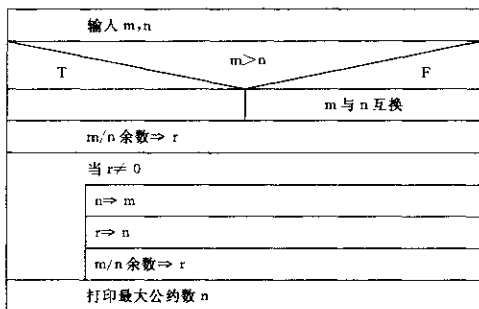 输入 m,n
m>n
T
F
m 与 n 互换
m/n 余数⇒ r
当 r≠ 0
n⇒ m
r⇒ n
m/n 余数⇒ r
打印最大公约数 n